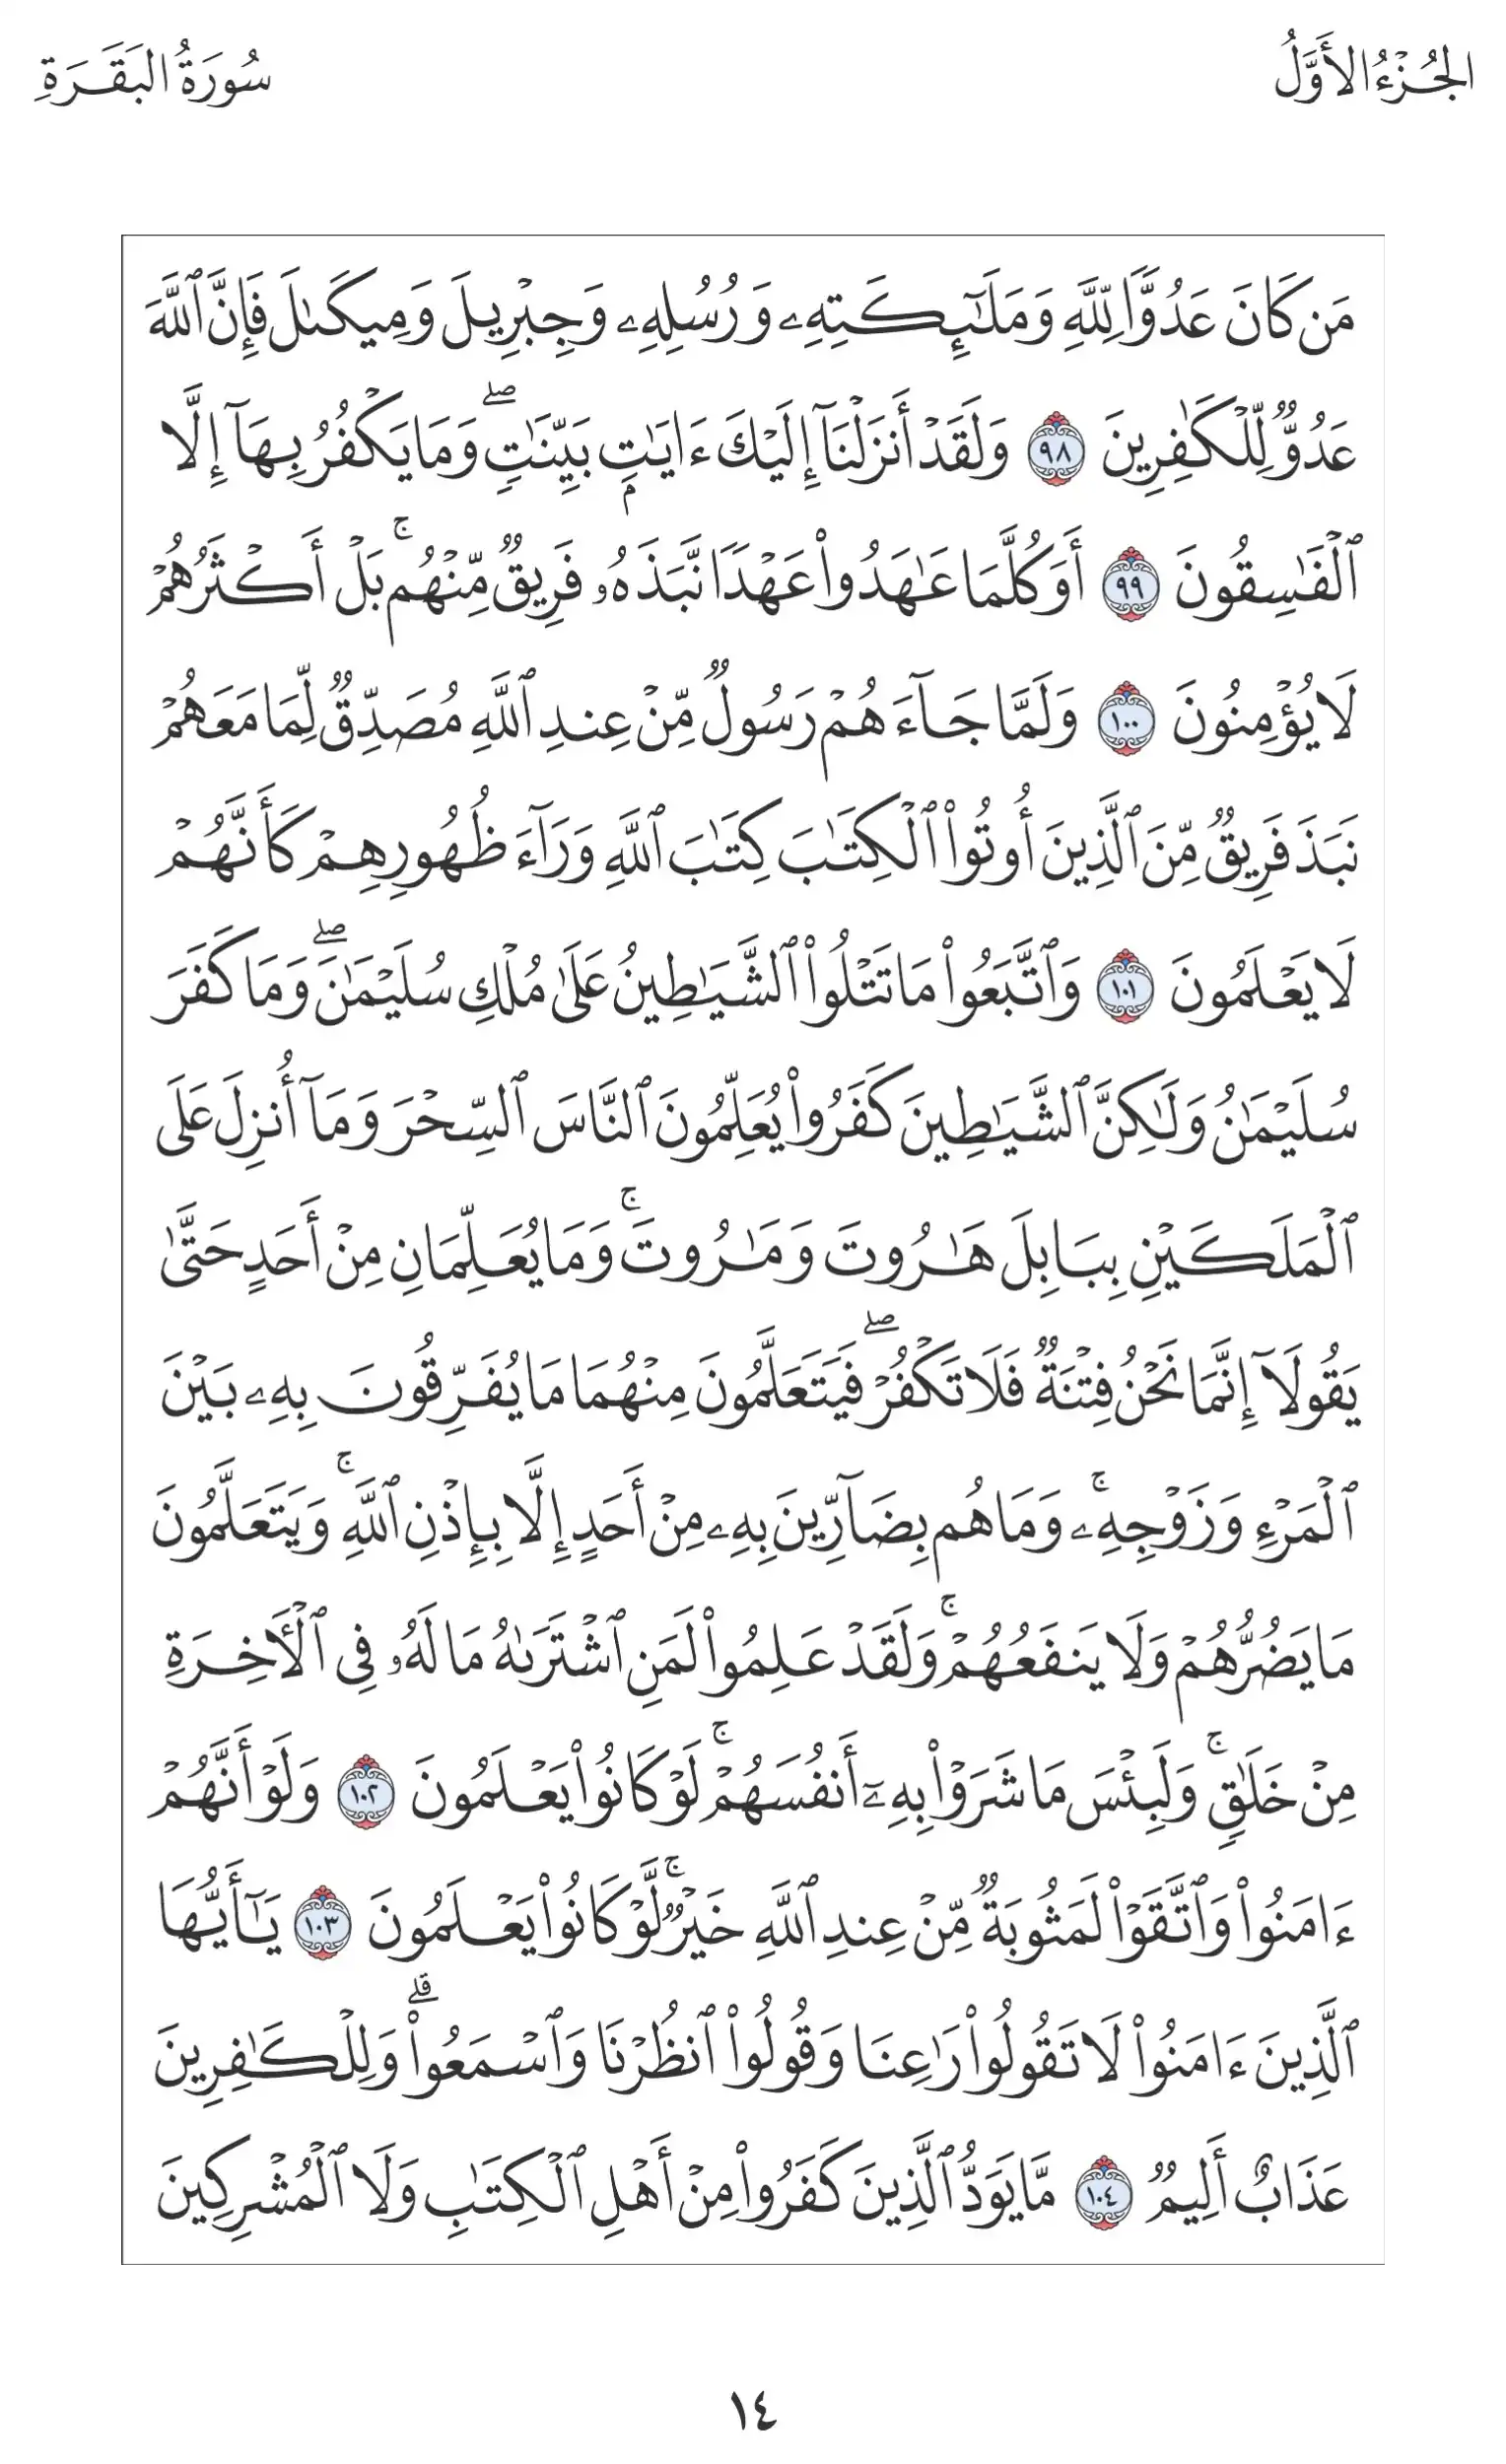 الجُزْءُ الأَوَّلُ
سُورَةُ البَقَرَةِ
مَن كَانَ عَدُوًّا لِّلَّهِ وَمَلَٰٓئِكَتِهِۦ وَرُسُلِهِۦ وَجِبْرِيلَ وَمِيكَىٰلَ فَإِنَّ ٱللَّهَ
عَدُوٌّ لِّلْكَٰفِرِينَ ٩٨ وَلَقَدْ أَنزَلْنَآ إِلَيْكَ ءَايَٰتٍۭ بَيِّنَٰتٍۖ وَمَا يَكْفُرُ بِهَآ إِلَّا
ٱلْفَٰسِقُونَ ٩٩ أَوَكُلَّمَا عَٰهَدُوا۟ عَهْدًا نَّبَذَهُۥ فَرِيقٌ مِّنْهُمۚ بَلْ أَكْثَرُهُمْ
لَا يُؤْمِنُونَ ١٠٠ وَلَمَّا جَآءَهُمْ رَسُولٌ مِّنْ عِندِ ٱللَّهِ مُصَدِّقٌ لِّمَا مَعَهُمْ
نَبَذَ فَرِيقٌ مِّنَ ٱلَّذِينَ أُوتُوا۟ ٱلْكِتَٰبَ كِتَٰبَ ٱللَّهِ وَرَآءَ ظُهُورِهِمْ كَأَنَّهُمْ
لَا يَعْلَمُونَ ١٠١ وَٱتَّبَعُوا۟ مَا تَتْلُوا۟ ٱلشَّيَٰطِينُ عَلَىٰ مُلْكِ سُلَيْمَٰنَۖ وَمَا كَفَرَ
سُلَيْمَٰنُ وَلَٰكِنَّ ٱلشَّيَٰطِينَ كَفَرُوا۟ يُعَلِّمُونَ ٱلنَّاسَ ٱلسِّحْرَ وَمَآ أُنزِلَ عَلَى
ٱلْمَلَكَيْنِ بِبَابِلَ هَٰرُوتَ وَمَٰرُوتَۚ وَمَا يُعَلِّمَانِ مِنْ أَحَدٍ حَتَّىٰ
يَقُولَآ إِنَّمَا نَحْنُ فِتْنَةٌ فَلَا تَكْفُرْۖ فَيَتَعَلَّمُونَ مِنْهُمَا مَا يُفَرِّقُونَ بِهِۦ بَيْنَ
ٱلْمَرْءِ وَزَوْجِهِۦۚ وَمَا هُم بِضَآرِّينَ بِهِۦ مِنْ أَحَدٍ إِلَّا بِإِذْنِ ٱللَّهِۚ وَيَتَعَلَّمُونَ
مَا يَضُرُّهُمْ وَلَا يَنفَعُهُمْۚ وَلَقَدْ عَلِمُوا۟ لَمَنِ ٱشْتَرَىٰهُ مَا لَهُۥ فِى ٱلْءَاخِرَةِ
مِنْ خَلَٰقٍۚ وَلَبِئْسَ مَا شَرَوْا۟ بِهِۦٓ أَنفُسَهُمْۚ لَوْ كَانُوا۟ يَعْلَمُونَ ١٠٢ وَلَوْ أَنَّهُمْ
ءَامَنُوا۟ وَٱتَّقَوْا۟ لَمَثُوبَةٌ مِّنْ عِندِ ٱللَّهِ خَيْرٌۚ لَّوْ كَانُوا۟ يَعْلَمُونَ ١٠٣ يَٰٓأَيُّهَا
ٱلَّذِينَ ءَامَنُوا۟ لَا تَقُولُوا۟ رَٰعِنَا وَقُولُوا۟ ٱنظُرْنَا وَٱسْمَعُوا۟ۗ وَلِلْكَٰفِرِينَ
عَذَابٌ أَلِيمٌ ١٠٤ مَّا يَوَدُّ ٱلَّذِينَ كَفَرُوا۟ مِنْ أَهْلِ ٱلْكِتَٰبِ وَلَا ٱلْمُشْرِكِينَ
١٤